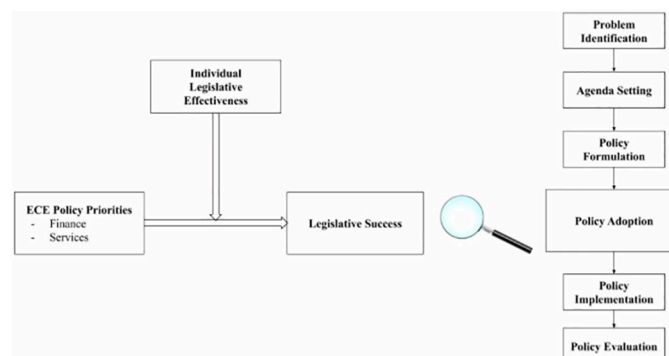 Individual
Legislative
Effectiveness
ECE Policy Priorities
- Finance
- Services
Legislative Success
Problem
Identification
Agenda Setting
Policy
Formulation
Policy Adoption
Policy
Implementation
Policy Evaluation